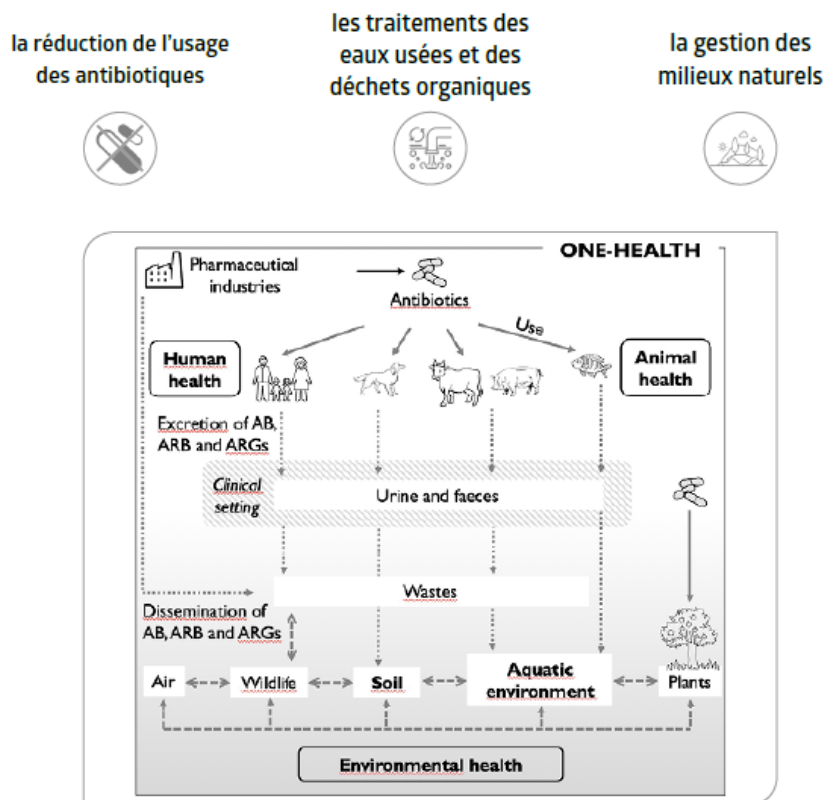 la réduction de l'usage
des antibiotiques
les traitements des
eaux usées et des
déchets organiques
la gestion des
milieux naturels
ONE-HEALTH
Pharmaceutical
industries
Antibiotics
Use
Human
health
Animal
health
Excretion of AB,
ARB and ARGs
Clinical
setting
Urine and faeces
Wastes
Dissemination of
AB, ARB and ARGs
Air
Wildlife
Soil
Aquatic
environment
Plants
Environmental health